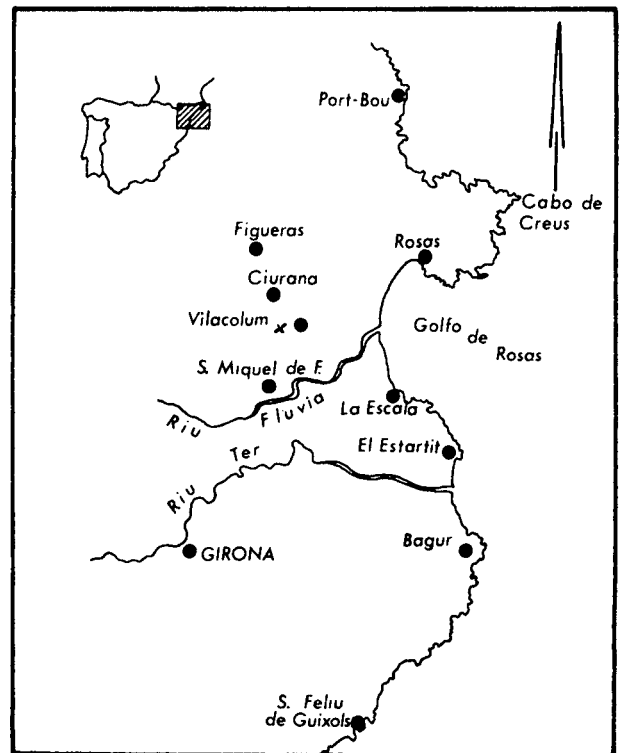 Port-Bou
Cabo de
Creus
Figueras
Rosas
Ciurana
Vilacolum x
Golfo de Rosas
S. Miquel de F.
Riu Fluvia
La Escala
El Estartit
Riu Ter
Bagur
GIRONA
S. Feliu
de Guixols